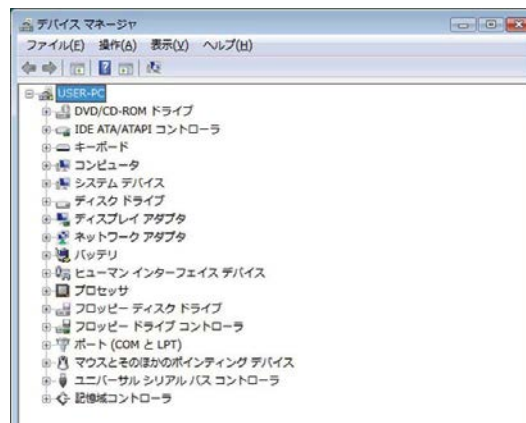 デバイス マネージャ
ファイル(F) 操作(A) 表示(V) ヘルプ(H)
USER-PC
DVD/CD-ROM ドライブ
IDE ATA/ATAPI コントローラ
キーボード
コンピュータ
システム デバイス
ディスク ドライブ
ディスプレイ アダプタ
ネットワーク アダプタ
バッテリ
ヒューマン インターフェイス デバイス
プロセッサ
フロッピー ディスク ドライブ
フロッピー ドライブ コントローラ
ポート (COM と LPT)
マウスとそのほかのポインティング デバイス
ユニバーサル シリアル バス コントローラ
記憶域コントローラ